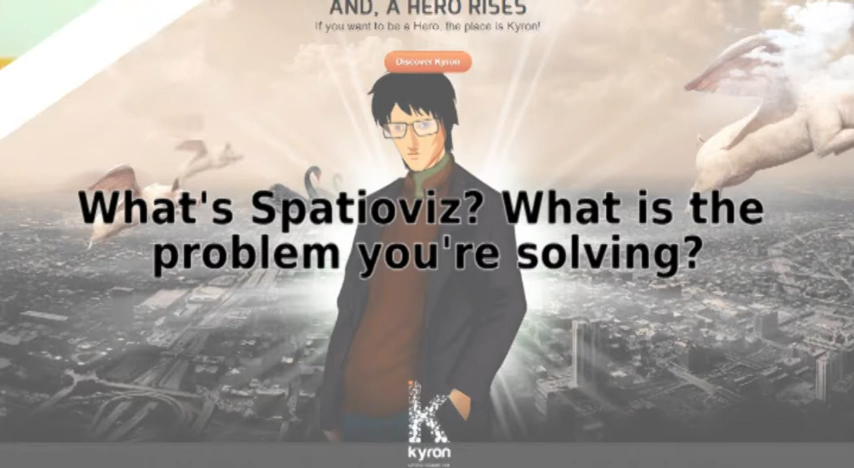 AND, A HERO RISES
If you want to be a Hero, the place is Kyron!
Discover Kyron
What's Spatioviz? What is the
problem you're solving?
kyron